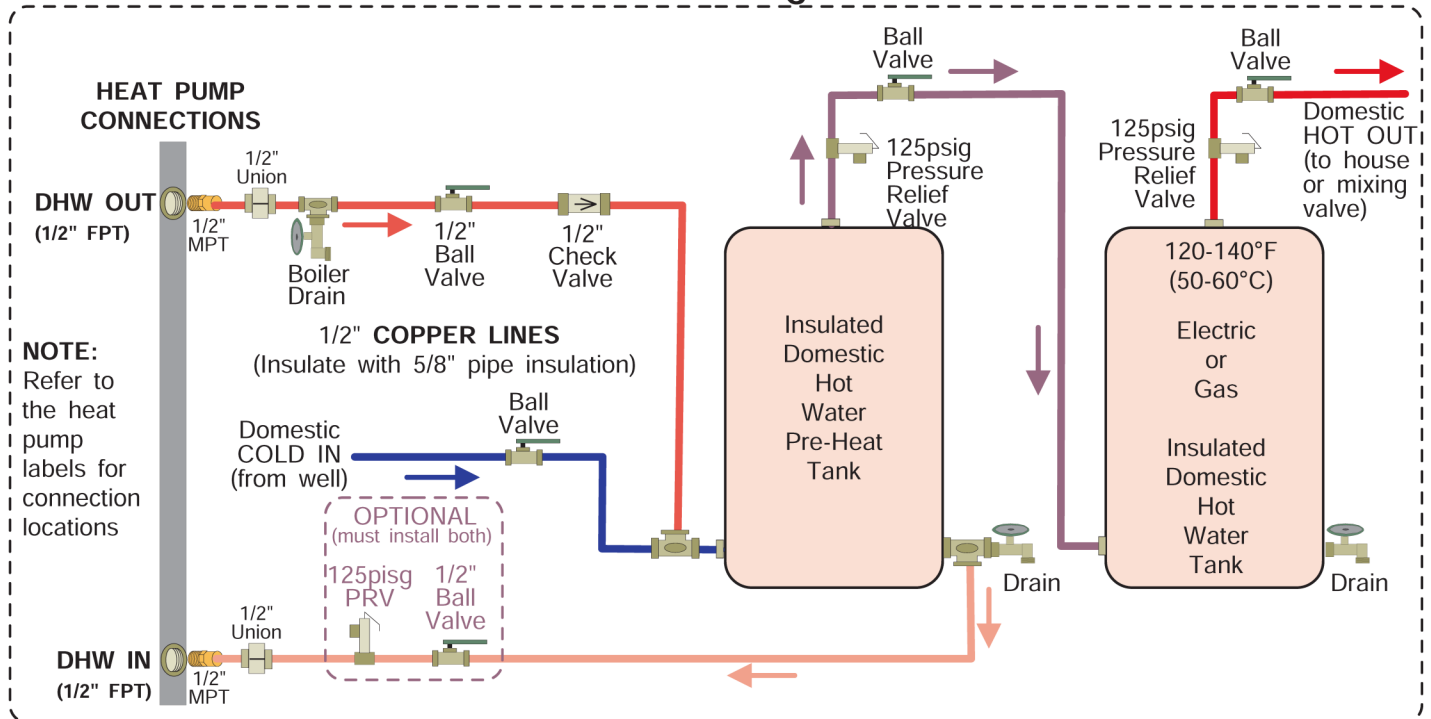 HEAT PUMP
CONNECTIONS
DHW OUT
(1/2" FPT)
1/2"
MPT
1/2"
Union
Boiler
Drain
1/2"
Ball
Valve
1/2"
Check
Valve
1/2" COPPER LINES
(Insulate with 5/8" pipe insulation)
NOTE:
Refer to
the heat
pump
labels for
connection
locations
Domestic
COLD IN
(from well)
Ball
Valve
OPTIONAL
(must install both)
125pisg
PRV
1/2"
Ball
Valve
1/2"
Union
DHW IN
(1/2" FPT)
1/2"
MPT
Ball
Valve
125psig
Pressure
Relief
Valve
Insulated
Domestic
Hot
Water
Pre-Heat
Tank
Drain
Ball
Valve
125psig
Pressure
Relief
Valve
Domestic
HOT OUT
(to house
or mixing
valve)
120-140°F
(50-60°C)
Electric
or
Gas
Insulated
Domestic
Hot
Water
Tank
Drain